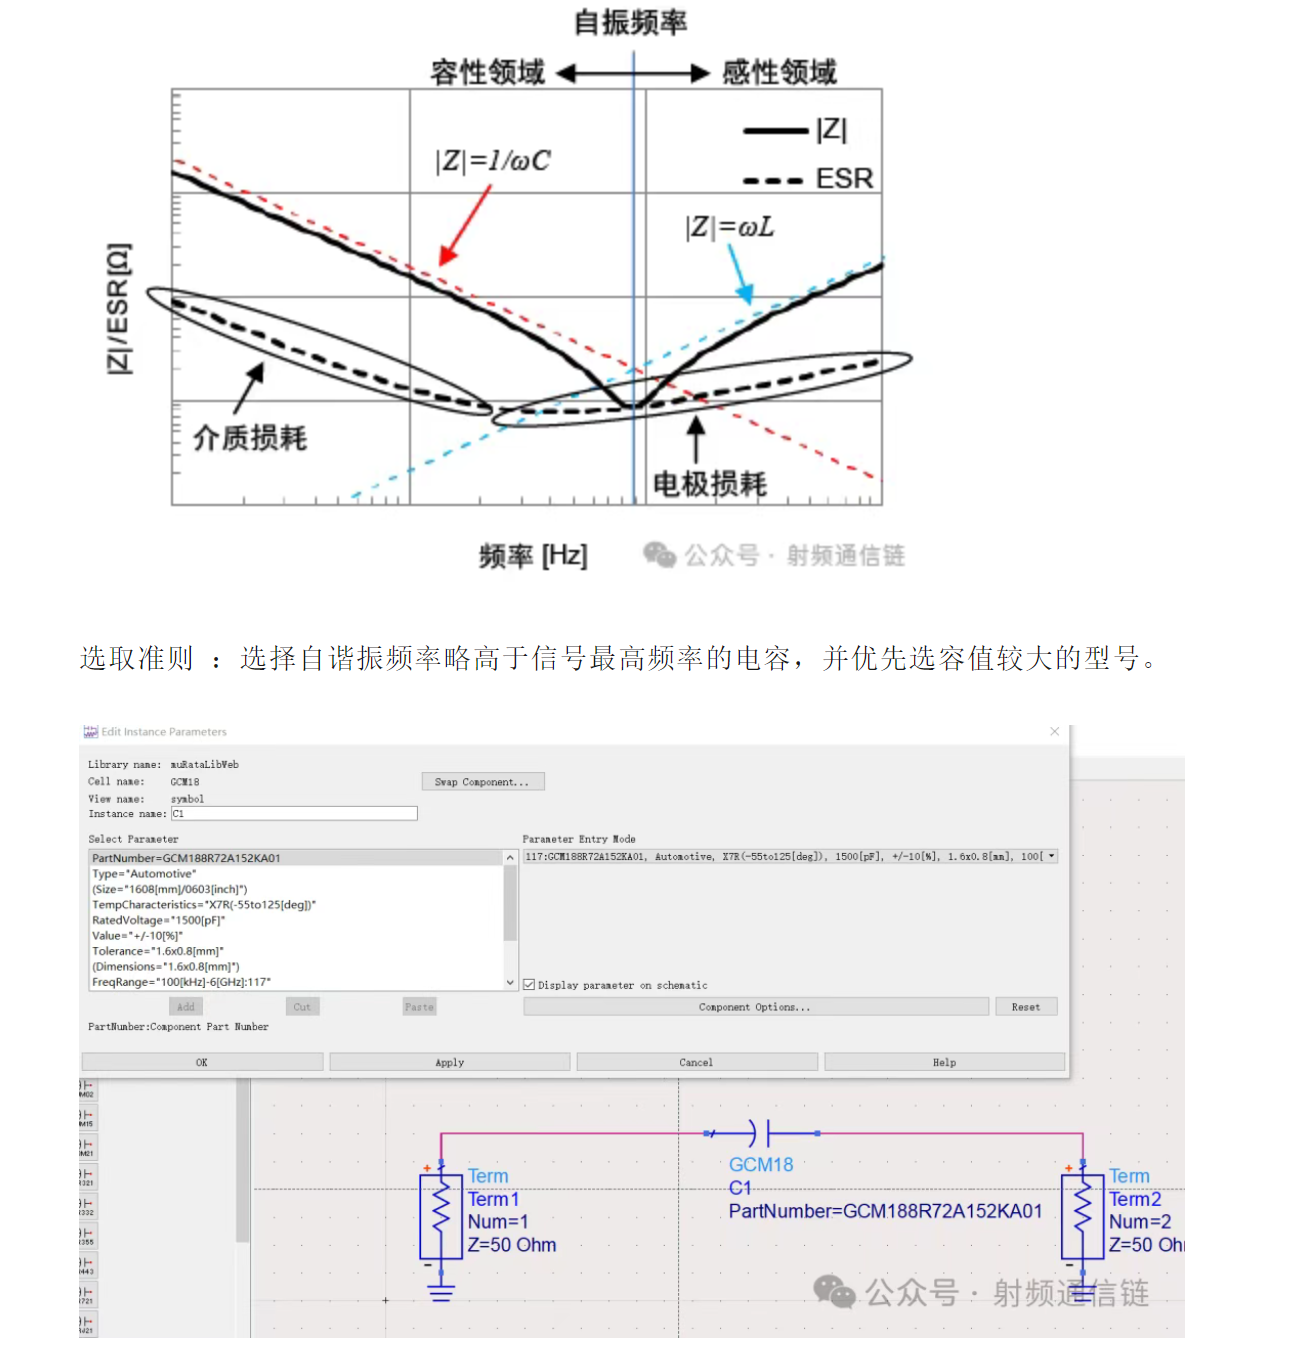 自振频率
容性领域
感性领域
|Z|
ESR
|Z|=1/ωC
|Z|=ωL
|Z|/ESR[Ω]
介质损耗
电极损耗
频率 [Hz]
公众号 · 射频通信链
选取准则 ：选择自谐振频率略高于信号最高频率的电容，并优先选容值较大的型号。
Edit Instance Parameters
Library name: muRataLibWeb
Cell name: GCM18
Swap Component...
View name: symbol
Instance name: C1
Select Parameter
Parameter Entry Mode
PartNumber=GCM188R72A152KA01
117:GCM188R72A152KA01, Automotive, X7R(-55to125[deg]), 1500[pF], +/-10[%], 1.6x0.8[mm], 100[
Type="Automotive"
(Size="1608[mm]/0603[inch]")
TempCharacteristics="X7R(-55to125[deg])"
RatedVoltage="1500[pF]"
Value="+/-10[%]"
Tolerance="1.6x0.8[mm]"
(Dimensions="1.6x0.8[mm]")
FreqRange="100[kHz]-6[GHz]:117"
Display parameter on schematic
Add
Cut
Paste
Component Options...
Reset
PartNumber:Component Part Number
OK
Apply
Cancel
Help
Term
Term1
Num=1
Z=50 Ohm
GCM18
C1
PartNumber=GCM188R72A152KA01
Term
Term2
Num=2
Z=50 Oh
公众号 · 射频通信链